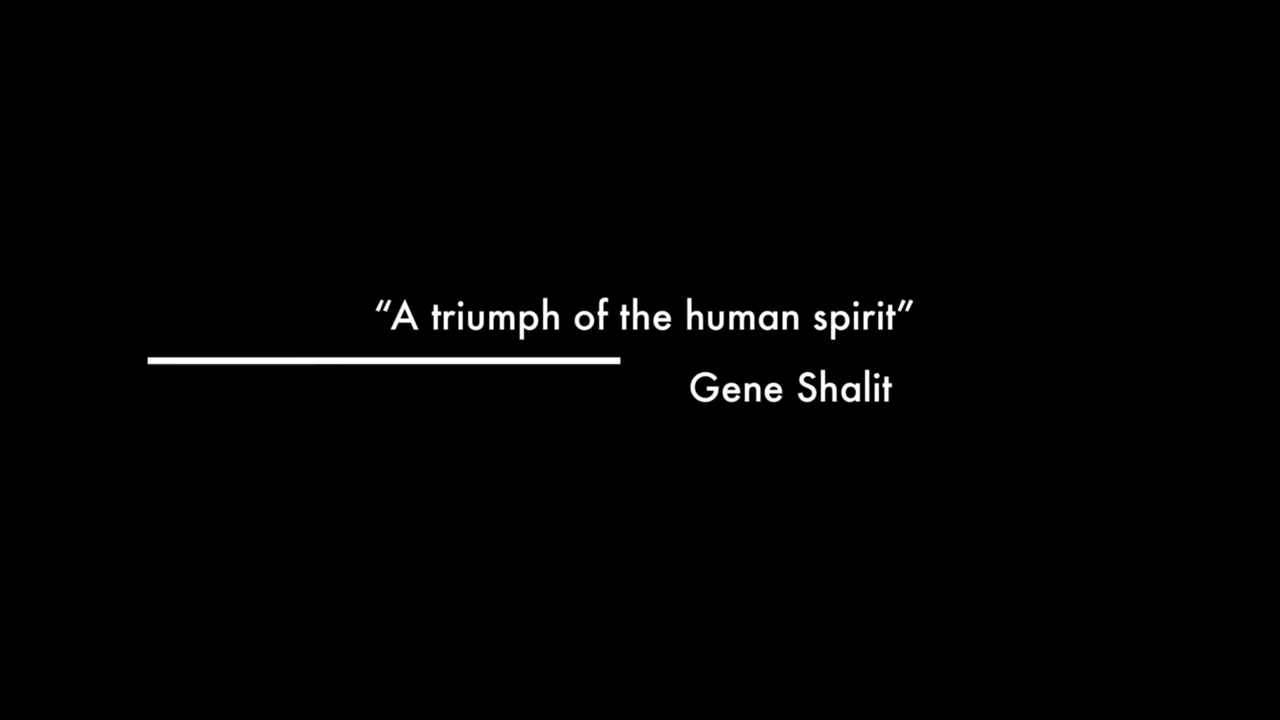 “A triumph of the human spirit”
Gene Shalit